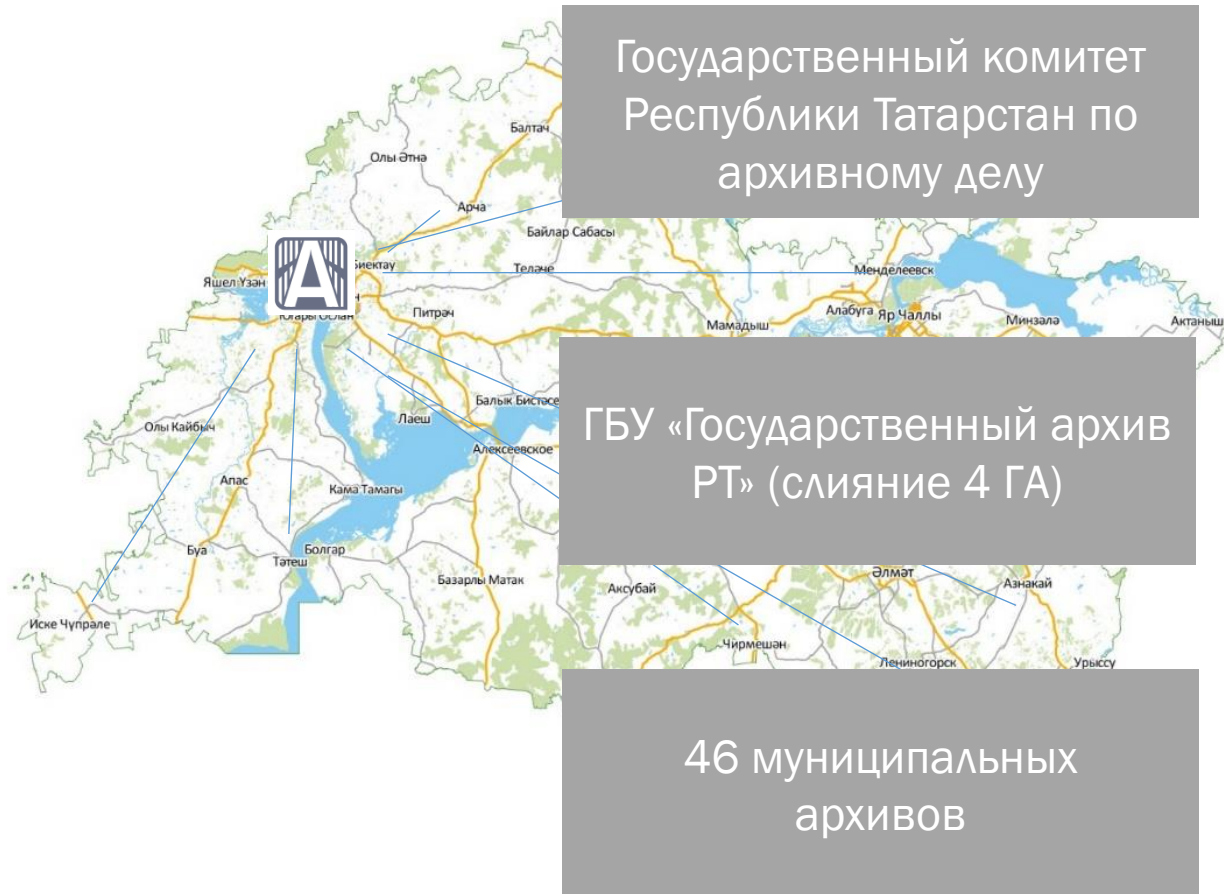 Государственный комитет
Республики Татарстан по
архивному делу
Балтач
Олы Әтнә
Арча
Байлар Сабасы
Биектау
Теләче
Менделеевск
Яшел Үзән
A
Югары Ослан
Питрәч
Мамадыш
Алабуга
Яр Чаллы
Минзәлә
Актаныш
ГБУ «Государственный архив
РТ» (слияние 4 ГА)
Балык Бистәсе
Лаеш
Олы Кайбыч
Алексеевское
Апас
Кама Тамагы
Буа
Болгар
Тәтеш
Базарлы Матак
Аксубай
Әлмәт
Азнакай
Иске Чүпрәле
Чирмешән
Лениногорск
Урыссу
46 муниципальных
архивов